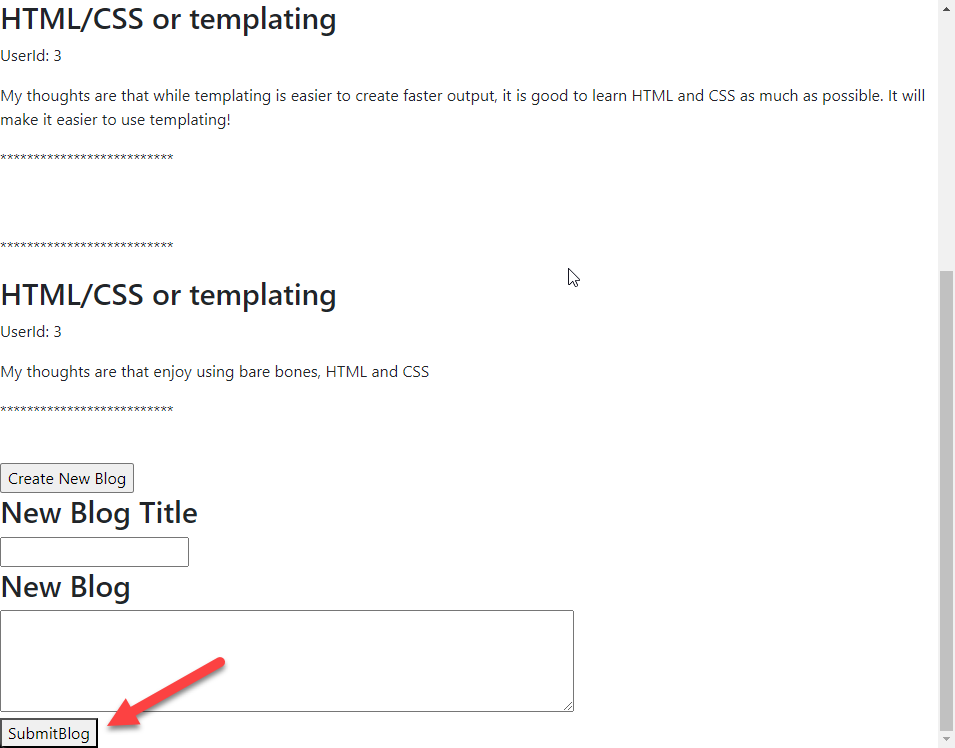 HTML/CSS or templating
UserId: 3
My thoughts are that while templating is easier to create faster output, it is good to learn HTML and CSS as much as possible. It will
make it easier to use templating!
**************************
**************************
HTML/CSS or templating
UserId: 3
My thoughts are that enjoy using bare bones, HTML and CSS
**************************
Create New Blog
New Blog Title
New Blog
SubmitBlog